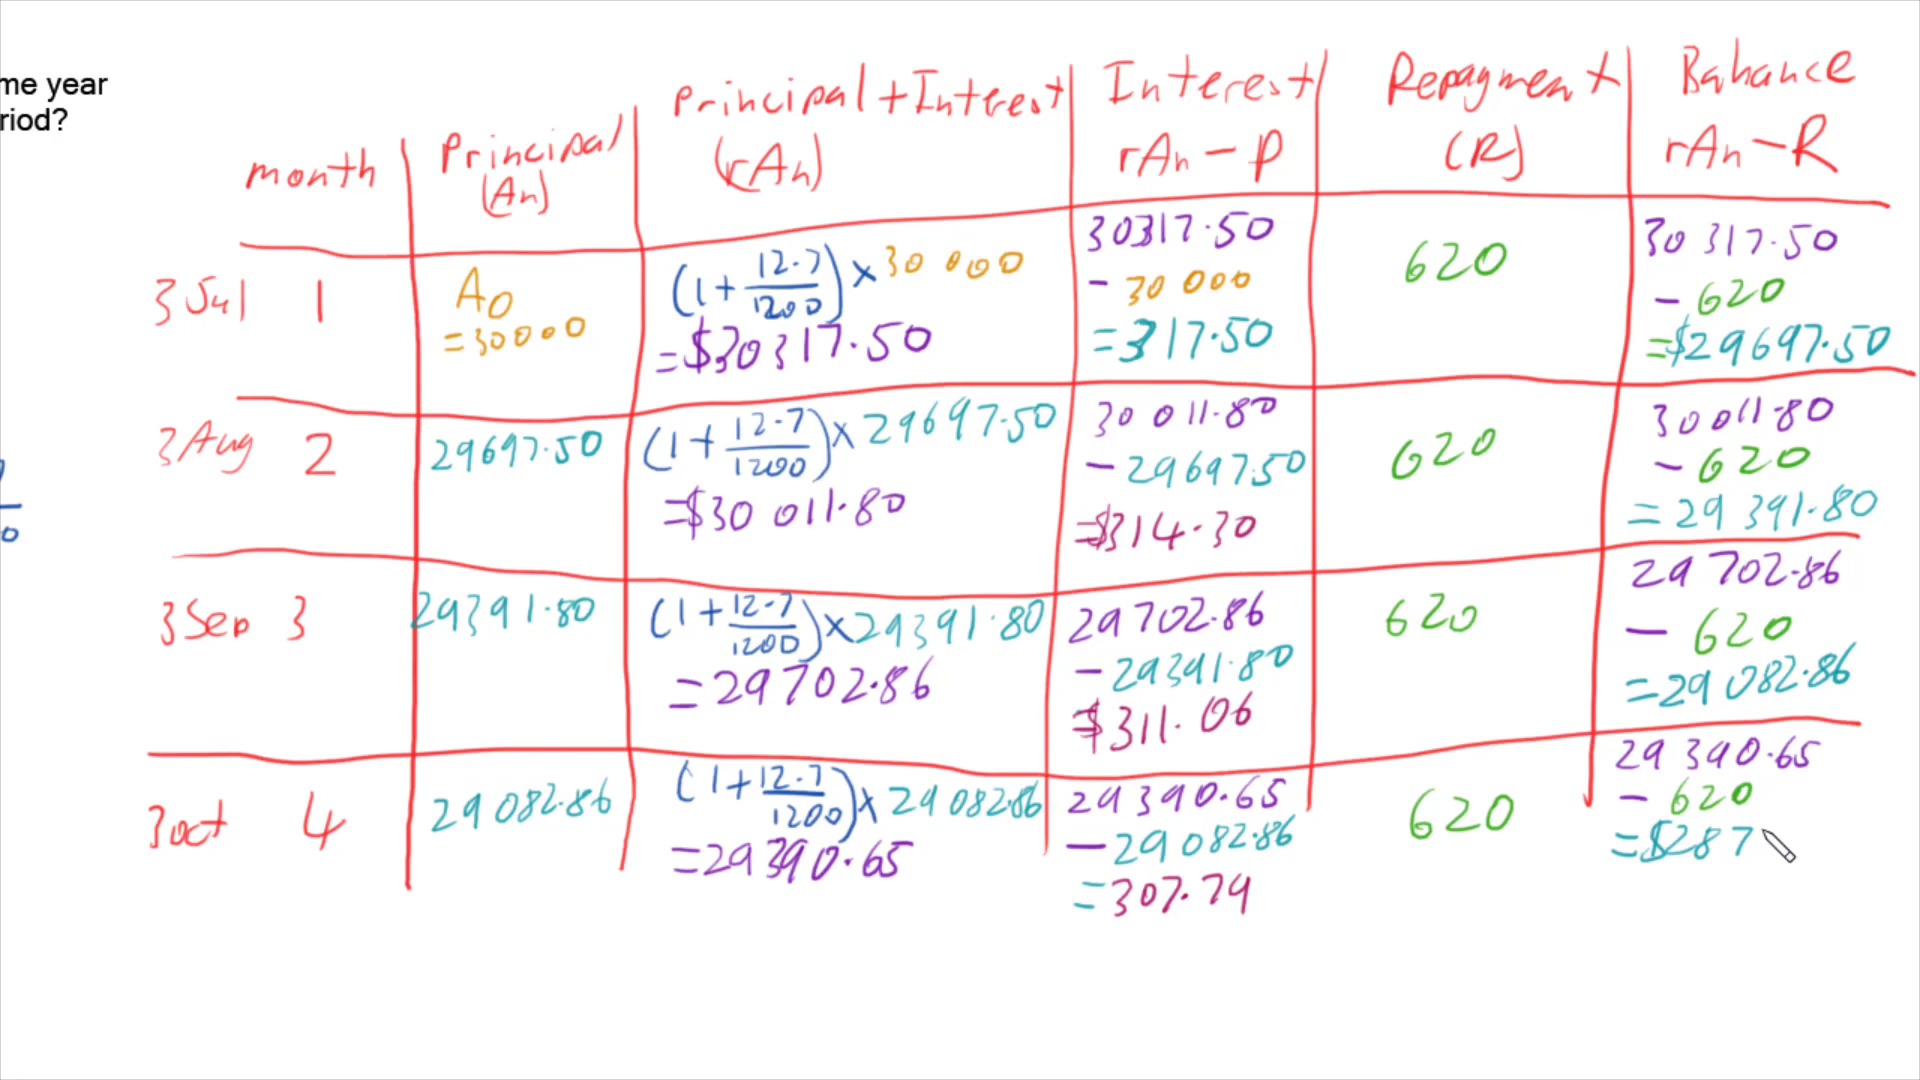 me year
riod?
month
Principal
(An)
Principal + Interest
(rAn)
Interest
rAn - P
Repayment
(R)
Balance
rAn - R
3 Jul 1
A0
= 30000
(1 + 12.7/1200) × 30 000
= $30317.50
30317.50
- 30 000
= 317.50
620
30 317.50
- 620
= $29697.50
3 Aug 2
29697.50
(1 + 12.7/1200) × 29697.50
= $30 011.80
30 011.80
- 29697.50
= $314.30
620
30 011.80
- 620
= 29 391.80
3 Sep 3
29391.80
(1 + 12.7/1200) × 29391.80
= 29702.86
29702.86
- 29391.80
= $311.06
620
29 702.86
- 620
= 29 082.86
3 oct 4
29 082.86
(1 + 12.7/1200) × 29 082.86
= 29390.65
29390.65
- 29 082.86
= 307.79
620
29 390.65
- 620
= $287